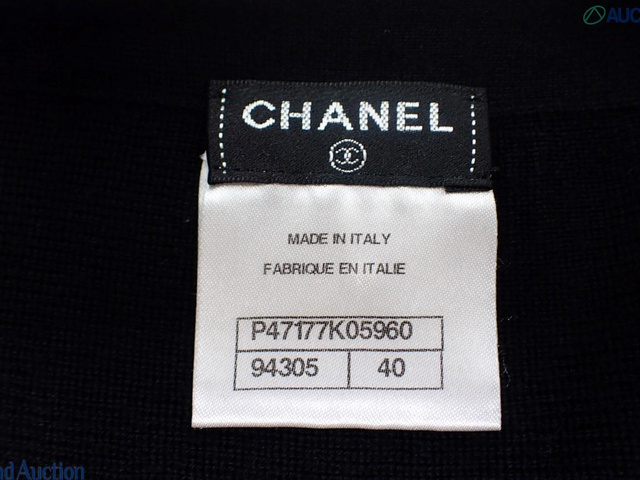 AUC
CHANEL
MADE IN ITALY
FABRIQUE EN ITALIE
P47177K05960
94305 40
nd Auction